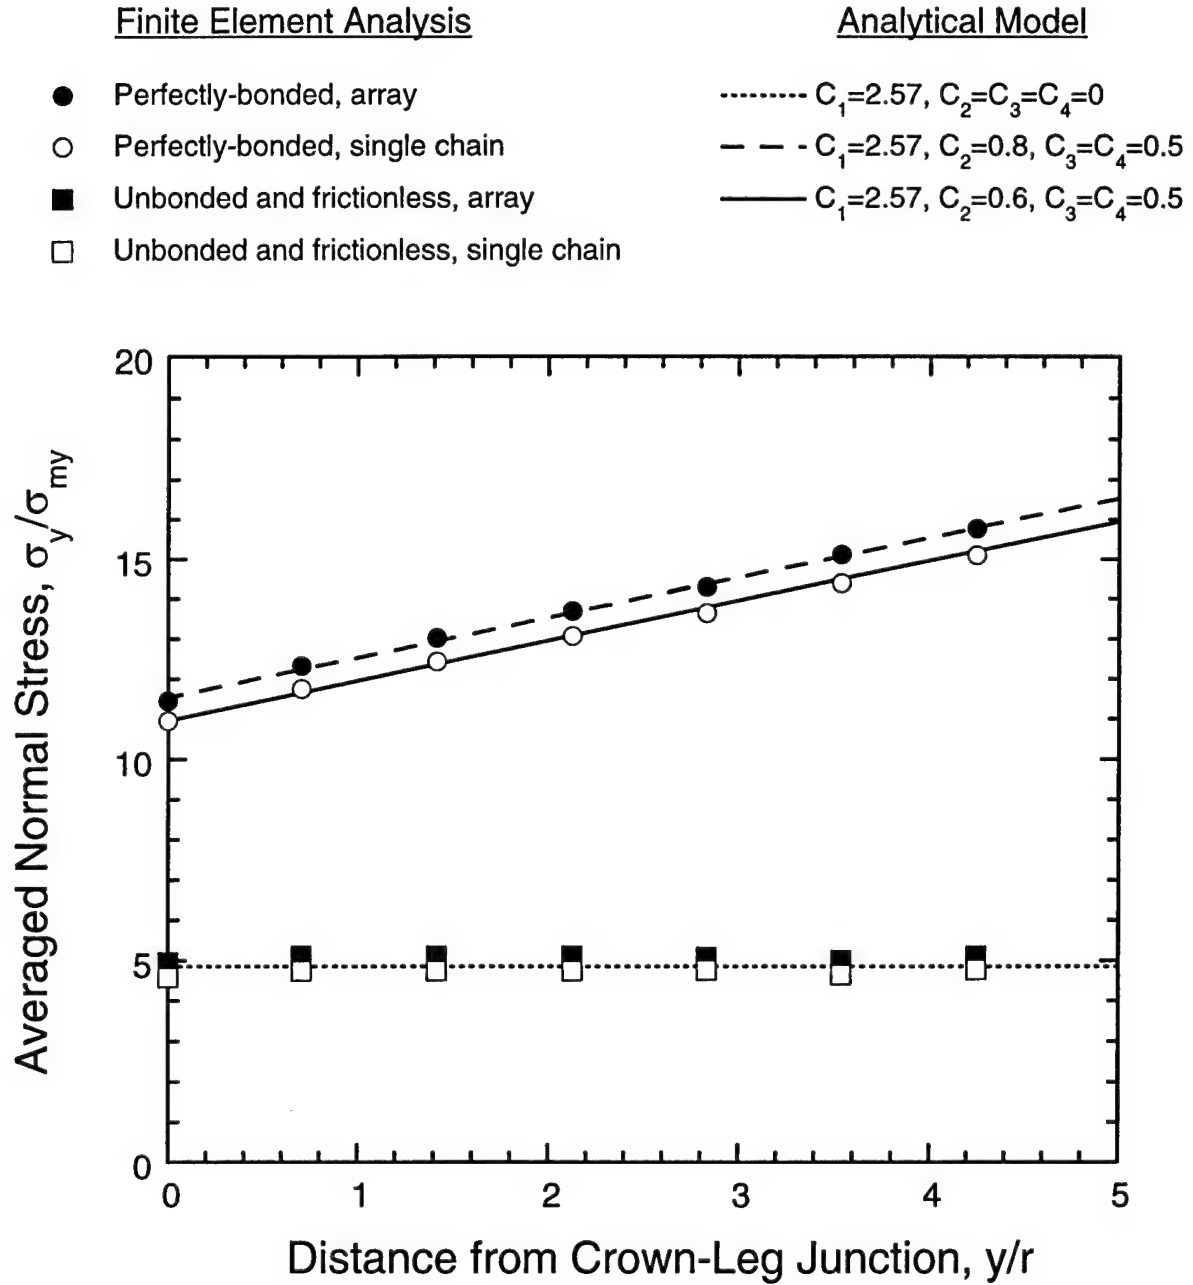 Finite Element Analysis
Perfectly-bonded, array
Perfectly-bonded, single chain
Unbonded and frictionless, array
Unbonded and frictionless, single chain
Analytical Model
C₁=2.57, C₂=C₃=C₄=0
C₁=2.57, C₂=0.8, C₃=C₄=0.5
C₁=2.57, C₂=0.6, C₃=C₄=0.5
Averaged Normal Stress, σy/σmy
20
15
10
5
0
0 1 2 3 4 5
Distance from Crown-Leg Junction, y/r